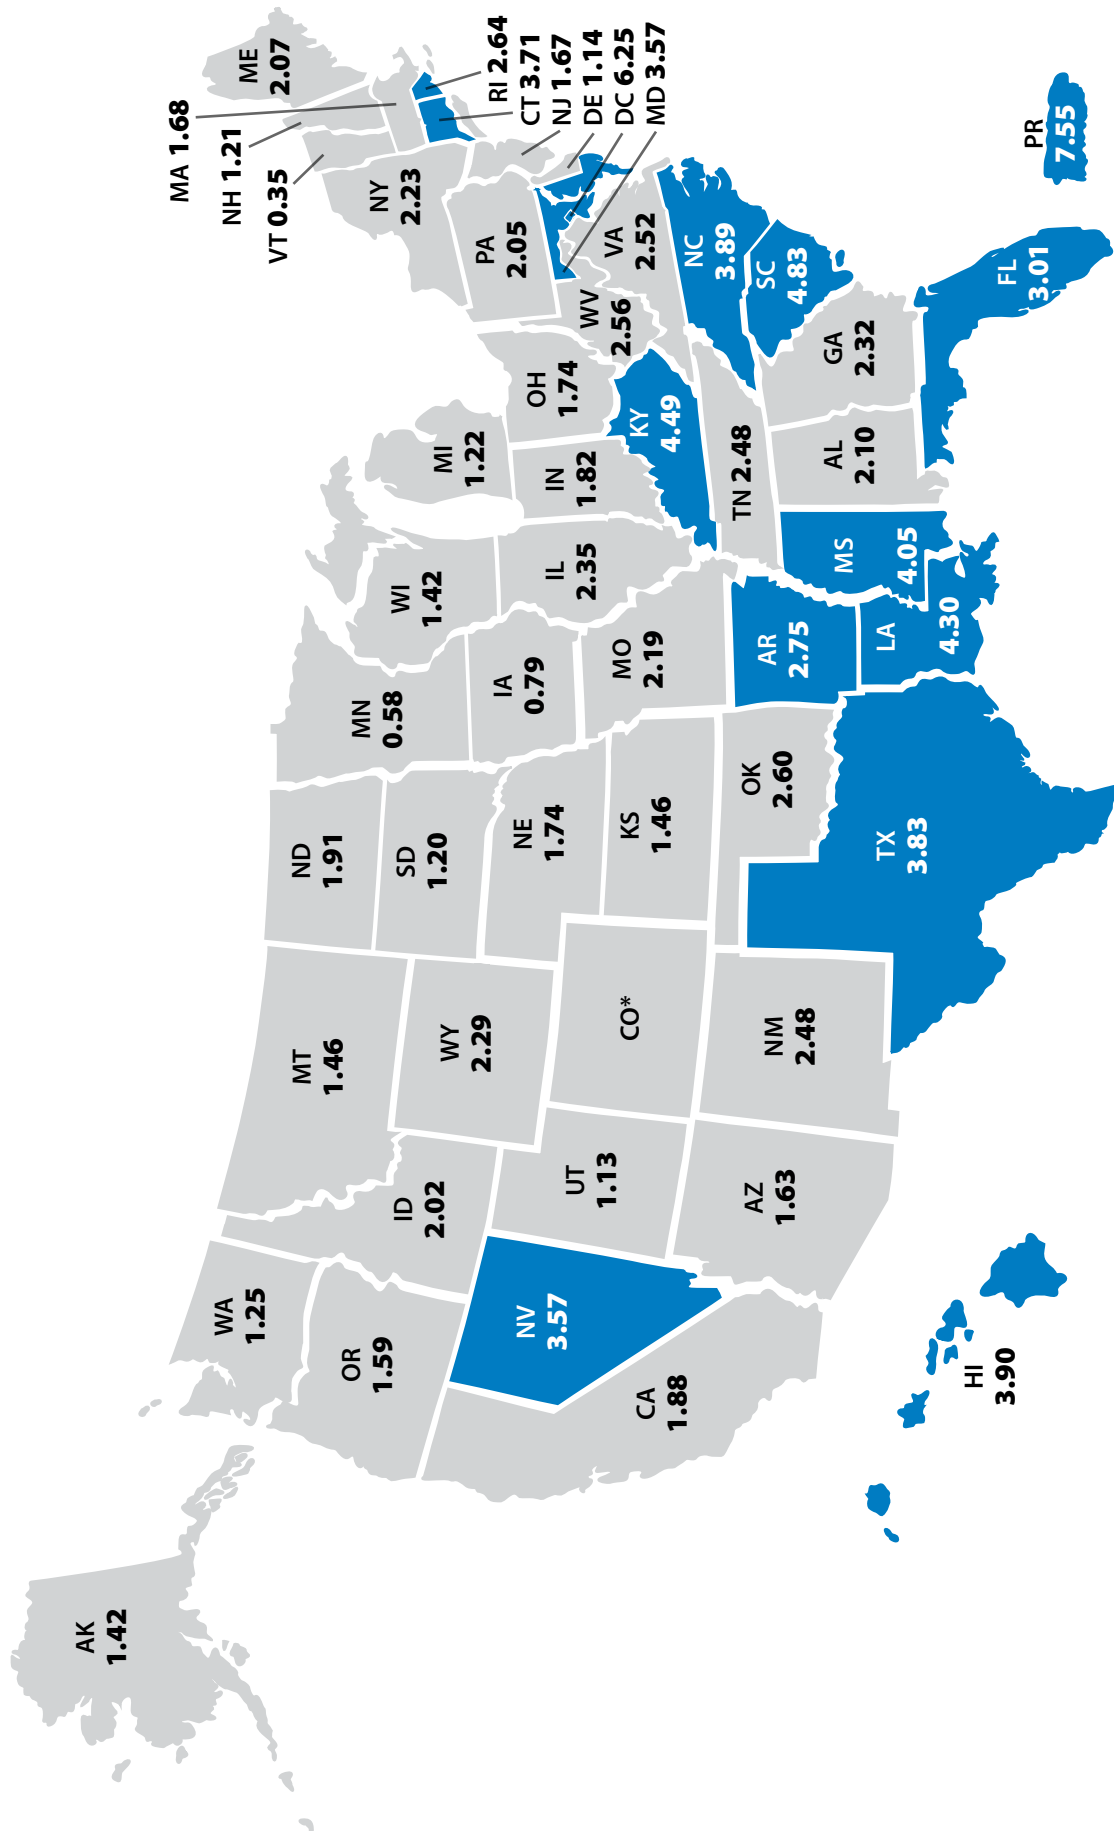 AK
1.42
WA
1.25
OR
1.59
CA
1.88
NV
3.57
ID
2.02
MT
1.46
WY
2.29
UT
1.13
AZ
1.63
CO*
NM
2.48
ND
1.91
SD
1.20
NE
1.74
KS
1.46
OK
2.60
TX
3.83
MN
0.58
IA
0.79
MO
2.19
AR
2.75
LA
4.30
WI
1.42
IL
2.35
MS
4.05
MI
1.22
IN
1.82
OH
1.74
KY
4.49
TN 2.48
AL
2.10
GA
2.32
FL
3.01
SC
4.83
NC
3.89
VA
2.52
WV
2.56
PA
2.05
NY
2.23
ME
2.07
VT 0.35
NH 1.21
MA 1.68
RI 2.64
CT 3.71
NJ 1.67
DE 1.14
DC 6.25
MD 3.57
HI
3.90
PR
7.55